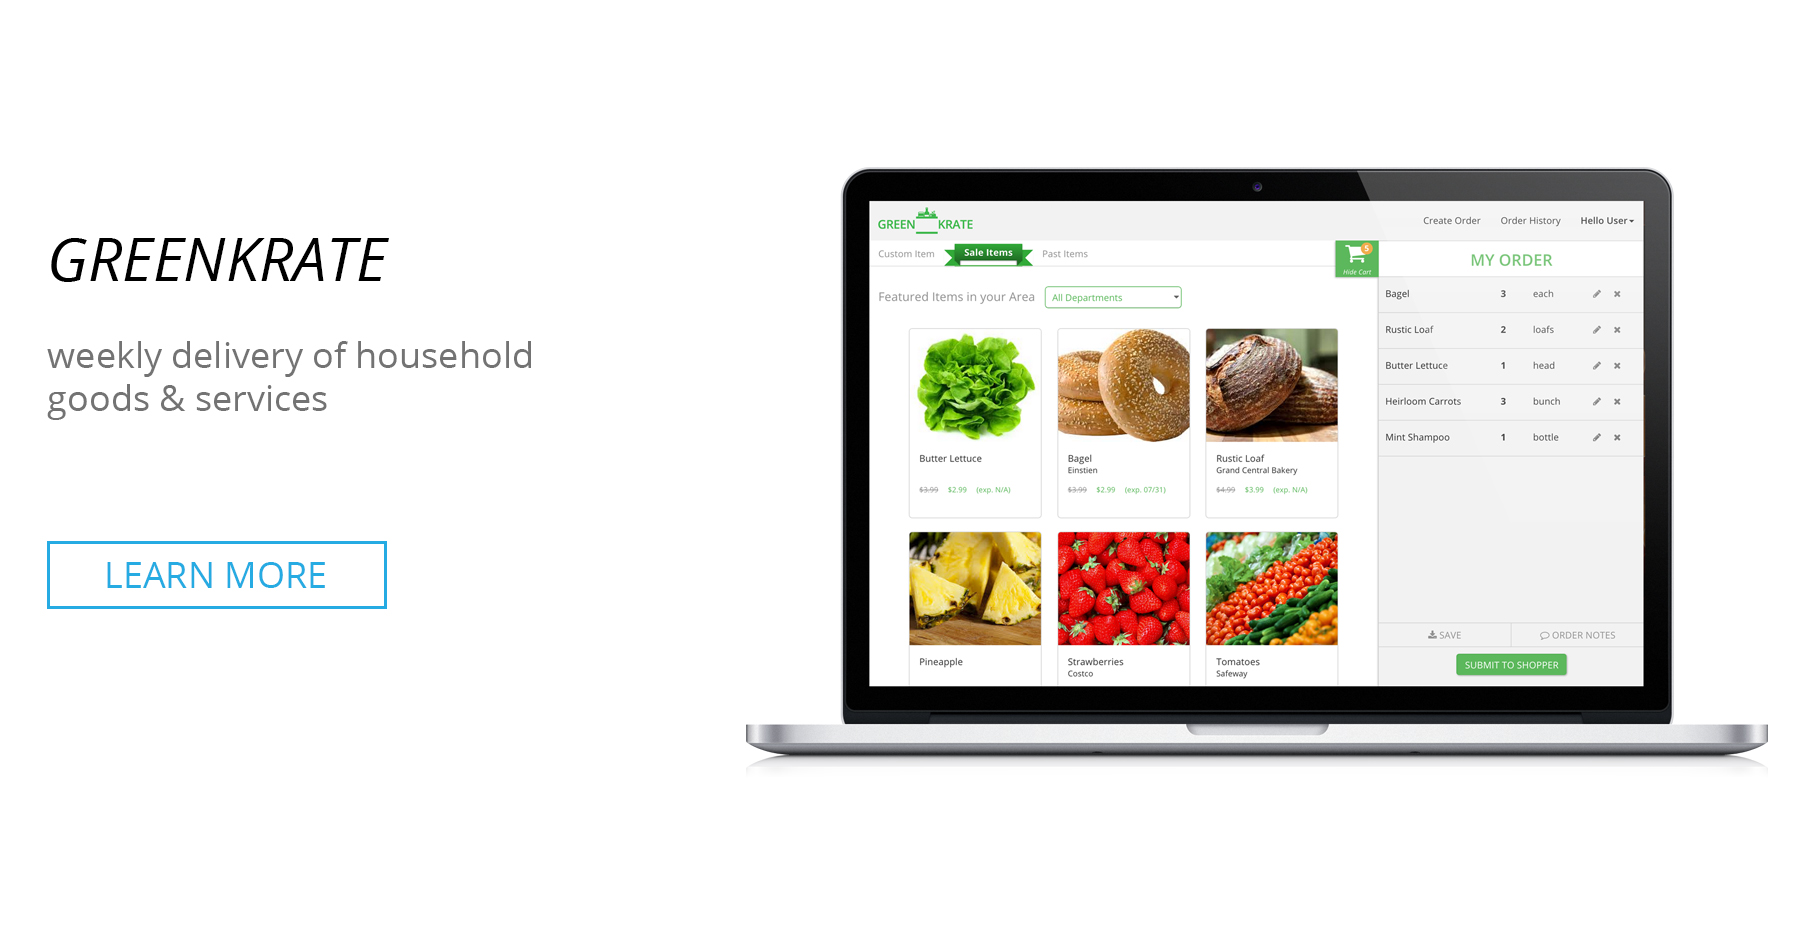 GREENKRATE
weekly delivery of household
goods & services
LEARN MORE
GREEN KRATE
Create Order Order History Hello User
Custom Item Sale Items Past Items
5
Hide Cart
MY ORDER
Featured Items in your Area All Departments
Butter Lettuce
$3.99 $2.99 (exp. N/A)
Bagel
Einstien
$3.99 $2.99 (exp. 07/31)
Rustic Loaf
Grand Central Bakery
$4.99 $3.99 (exp. N/A)
Pineapple
Strawberries
Costco
Tomatoes
Safeway
Bagel 3 each
Rustic Loaf 2 loafs
Butter Lettuce 1 head
Heirloom Carrots 3 bunch
Mint Shampoo 1 bottle
SAVE ORDER NOTES
SUBMIT TO SHOPPER